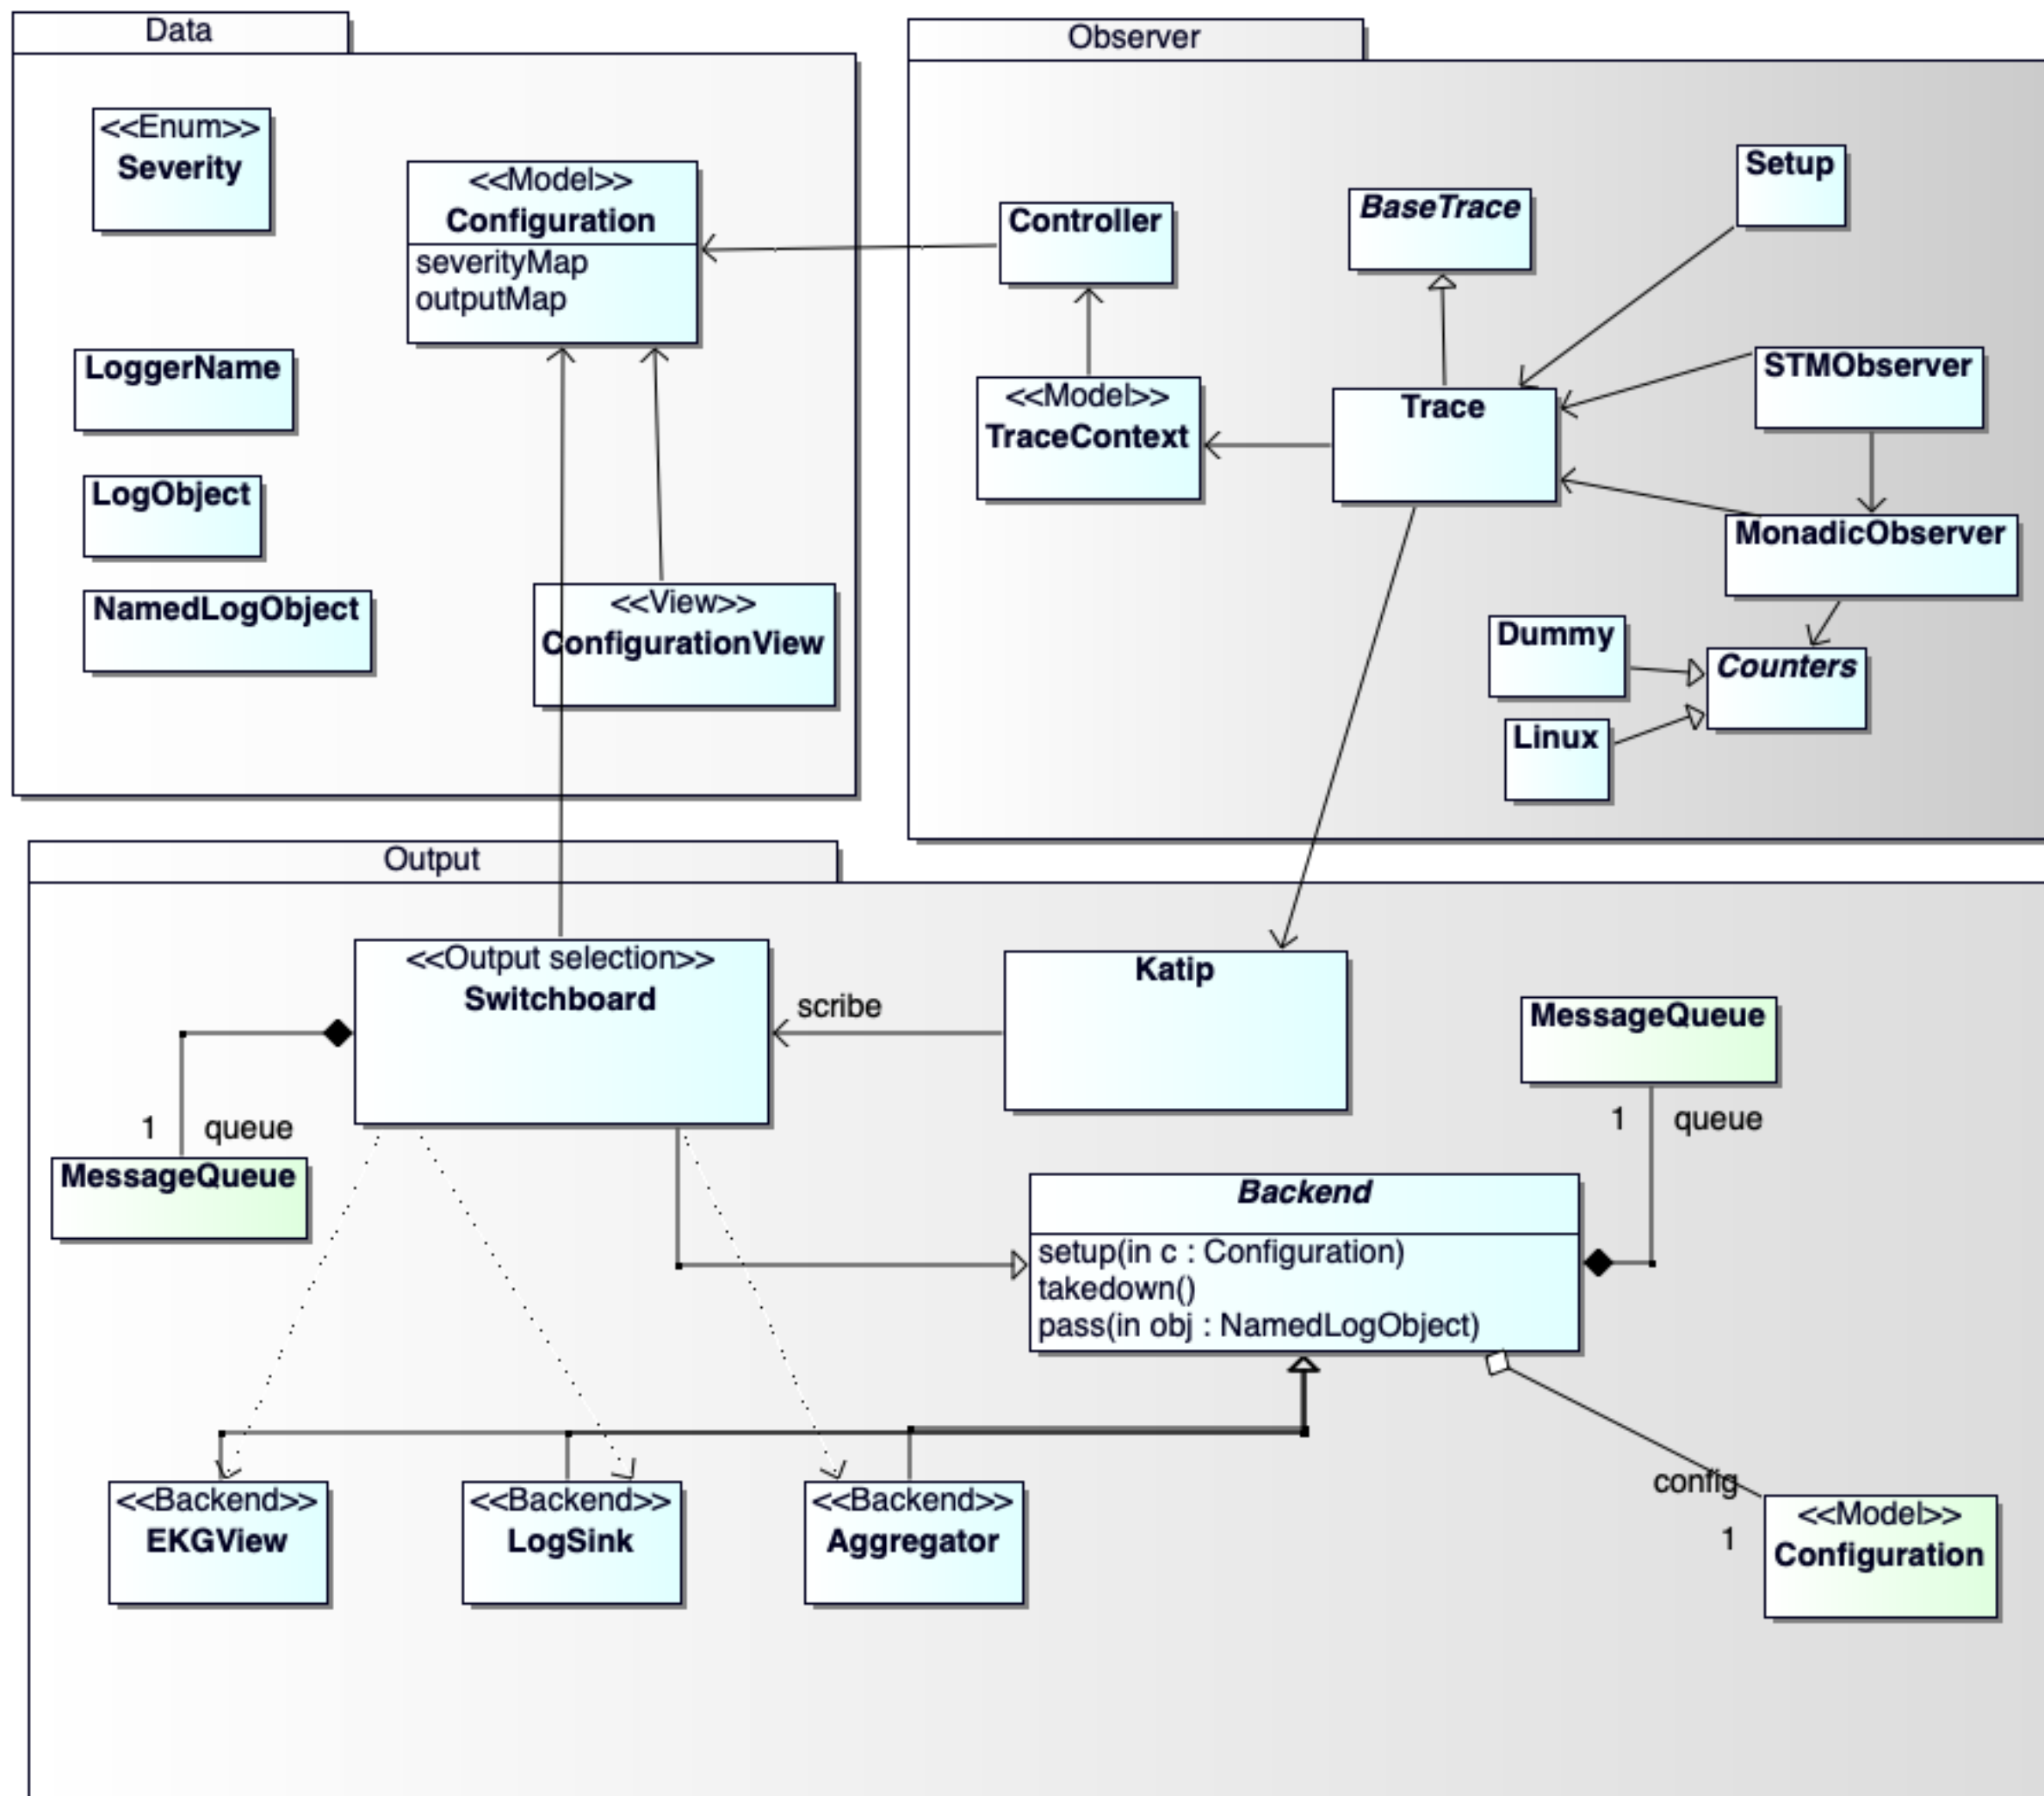 Data
<<Enum>>
Severity
<<Model>>
Configuration
severityMap
outputMap
LoggerName
LogObject
NamedLogObject
<<View>>
ConfigurationView
Observer
Controller
BaseTrace
Setup
<<Model>>
TraceContext
Trace
STMObserver
MonadicObserver
Dummy
Counters
Linux
Output
<<Output selection>>
Switchboard
scribe
Katip
MessageQueue
1 queue
1 queue
MessageQueue
Backend
setup(in c : Configuration)
takedown()
pass(in obj : NamedLogObject)
<<Backend>>
EKGView
<<Backend>>
LogSink
<<Backend>>
Aggregator
config
1
<<Model>>
Configuration